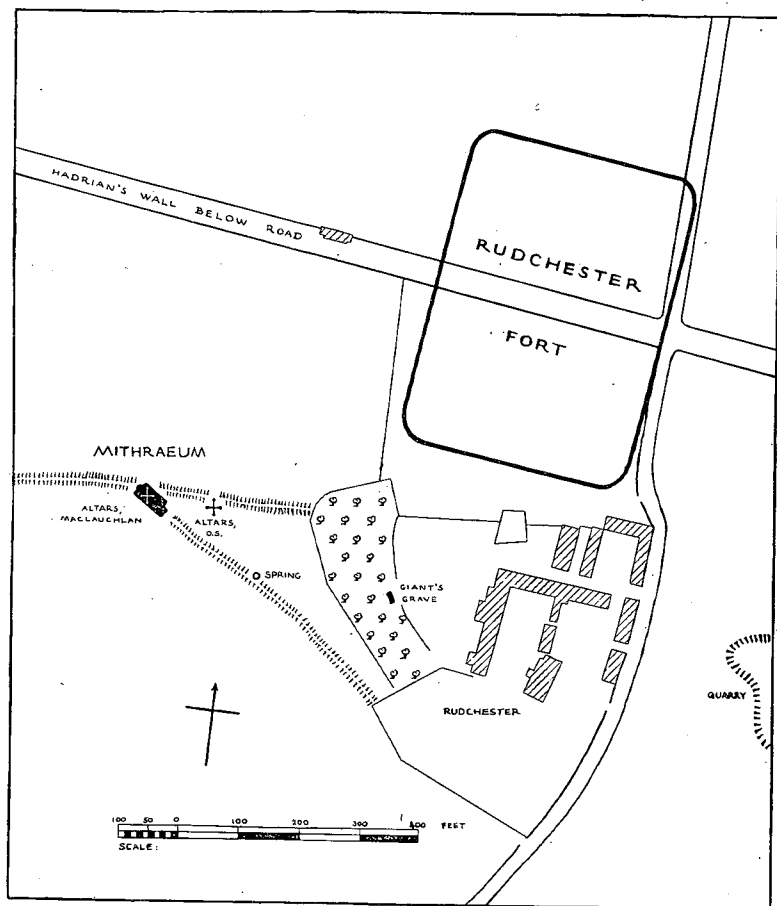 HADRIAN'S WALL BELOW ROAD
RUDCHESTER
FORT
MITHRAEUM
ALTARS,
MACLAUCHLAN
ALTARS,
O.S.
SPRING
GIANT'S
GRAVE
RUDCHESTER
QUARRY
100 50 0 100 200 300 400 FEET
SCALE: